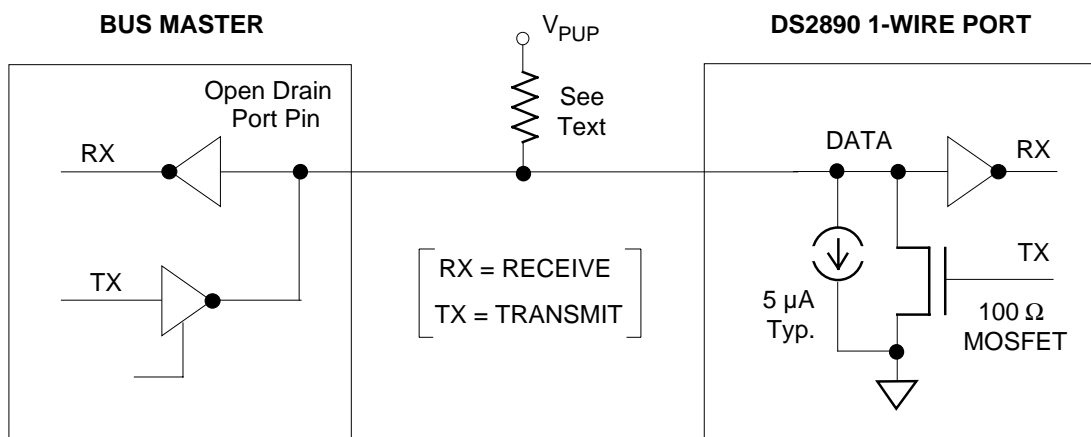 BUS MASTER
V_PUP
DS2890 1-WIRE PORT
Open Drain
Port Pin
See
Text
RX
DATA
RX
TX
RX = RECEIVE
TX = TRANSMIT
TX
5 µA
Typ.
100 Ω
MOSFET